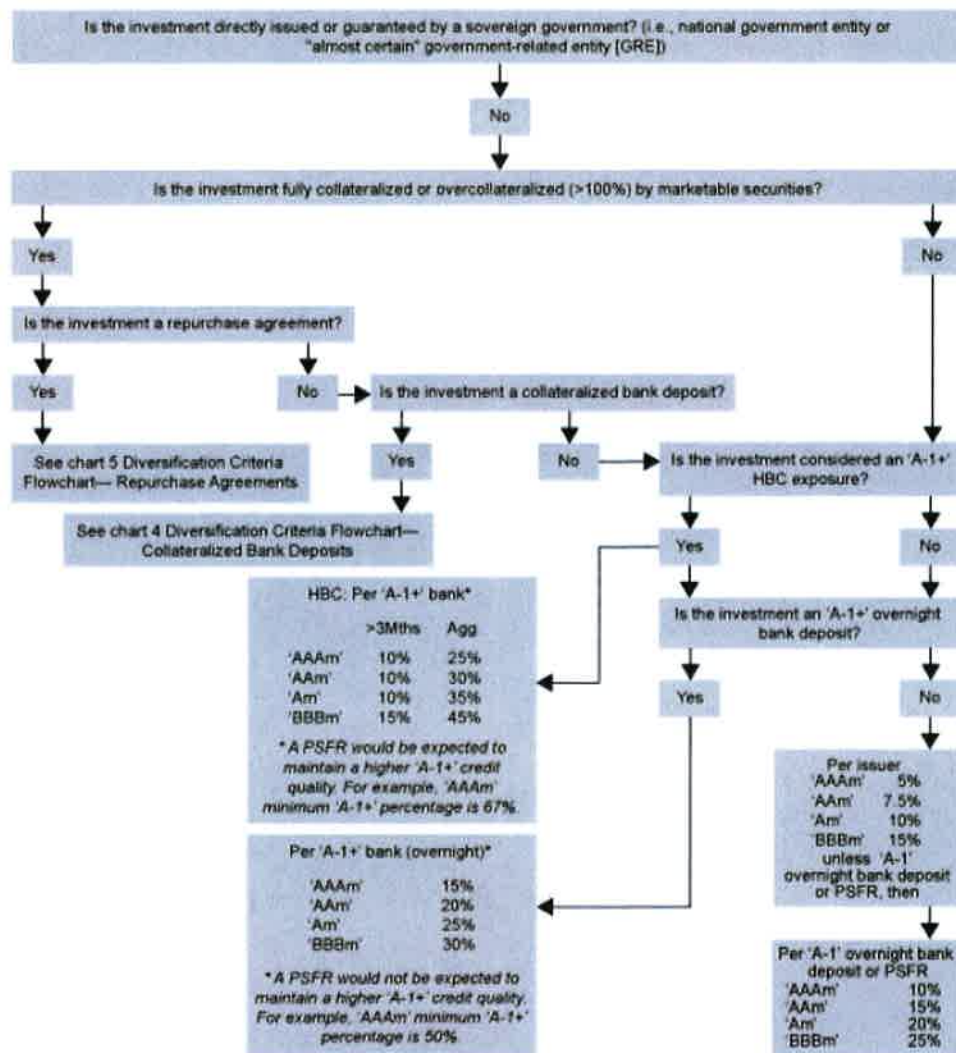 Is the investment directly issued or guaranteed by a sovereign government? (i.e., national government entity or
"almost certain" government-related entity [GRE])
No
Is the investment fully collateralized or overcollateralized (>100%) by marketable securities?
Yes
No
Is the investment a repurchase agreement?
Yes
No
Is the investment a collateralized bank deposit?
See chart 5 Diversification Criteria
Flowchart— Repurchase Agreements
Yes
No
Is the investment considered an 'A-1+'
HBC exposure?
See chart 4 Diversification Criteria Flowchart—
Collateralized Bank Deposits
Yes
No
HBC: Per 'A-1+' bank*
>3Mths Agg
'AAAm' 10% 25%
'AAm' 10% 30%
'Am' 10% 35%
'BBBm' 15% 45%
* A PSFR would be expected to
maintain a higher 'A-1+' credit
quality. For example, 'AAAm'
minimum 'A-1+' percentage is 67%.
Is the investment an 'A-1+' overnight
bank deposit?
Yes
No
Per 'A-1+' bank (overnight)*
'AAAm' 15%
'AAm' 20%
'Am' 25%
'BBBm' 30%
* A PSFR would not be expected to
maintain a higher 'A-1+' credit quality.
For example, 'AAAm' minimum 'A-1+'
percentage is 50%.
Per issuer
'AAAm' 5%
'AAm' 7.5%
'Am' 10%
'BBBm' 15%
unless 'A-1'
overnight bank deposit
or PSFR, then
Per 'A-1' overnight bank
deposit or PSFR
'AAAm' 10%
'AAm' 15%
'Am' 20%
'BBBm' 25%